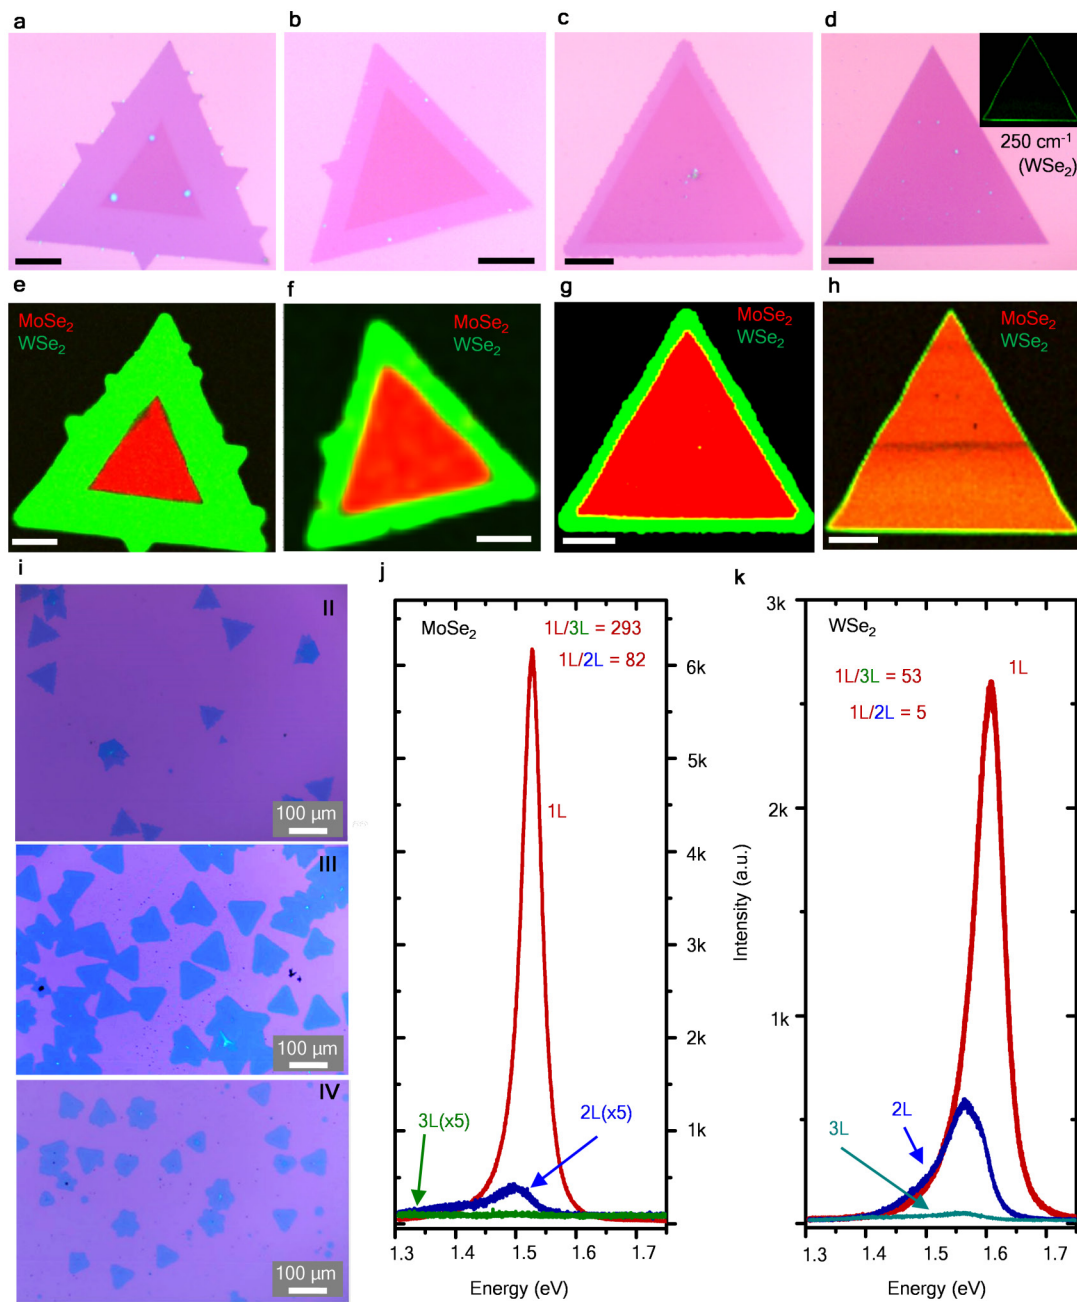 a
b
c
d
250 cm⁻¹
(WSe₂)
e
f
g
h
MoSe₂
WSe₂
MoSe₂
WSe₂
MoSe₂
WSe₂
MoSe₂
WSe₂
i
II
100 µm
III
100 µm
IV
100 µm
j
MoSe₂
1L/3L = 293
1L/2L = 82
1L
3L(x5)
2L(x5)
6k
5k
4k
3k
2k
1k
0
1.3
1.4
1.5
1.6
1.7
Energy (eV)
k
WSe₂
1L/3L = 53
1L/2L = 5
1L
2L
3L
3k
2k
1k
0
Intensity (a.u.)
1.3
1.4
1.5
1.6
1.7
Energy (eV)